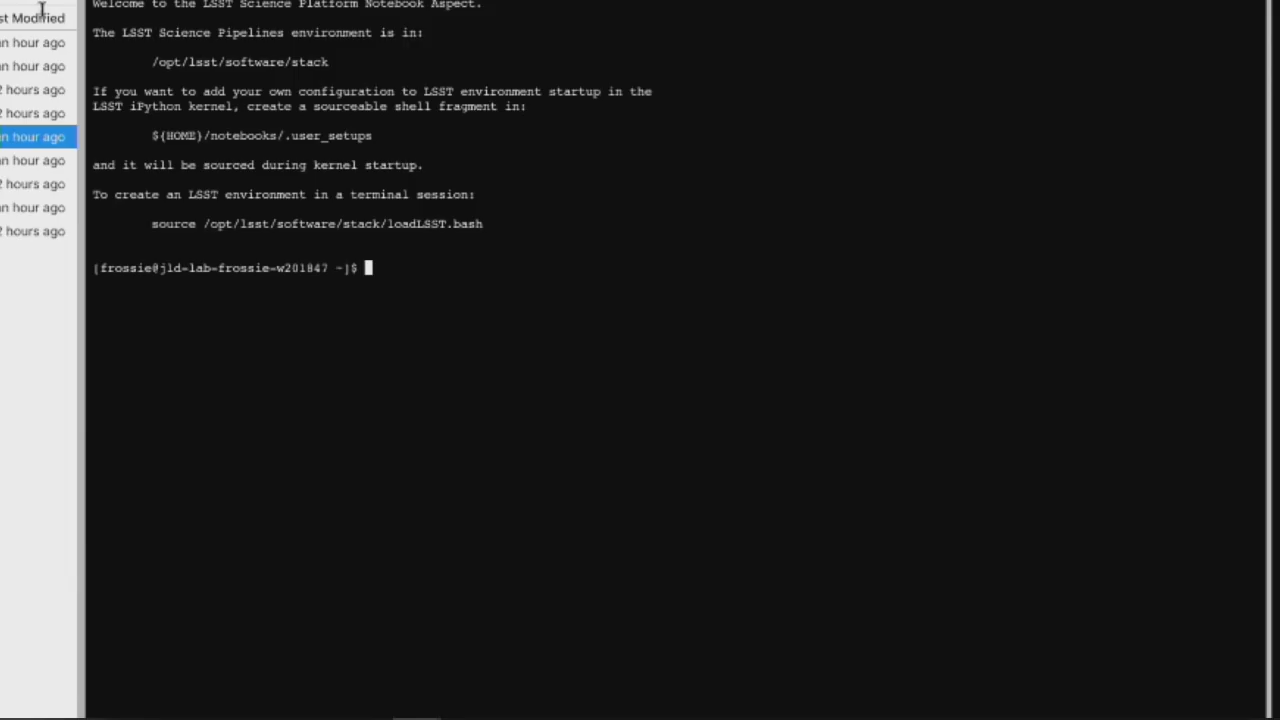 st Modified
n hour ago
n hour ago
2 hours ago
2 hours ago
n hour ago
n hour ago
2 hours ago
n hour ago
2 hours ago
Welcome to the LSST Science Platform Notebook Aspect.
The LSST Science Pipelines environment is in:
/opt/lsst/software/stack
If you want to add your own configuration to LSST environment startup in the
LSST iPython kernel, create a sourceable shell fragment in:
${HOME}/notebooks/.user_setups
and it will be sourced during kernel startup.
To create an LSST environment in a terminal session:
source /opt/lsst/software/stack/loadLSST.bash
[frossie@jld-lab-frossie-w201847 ~]$